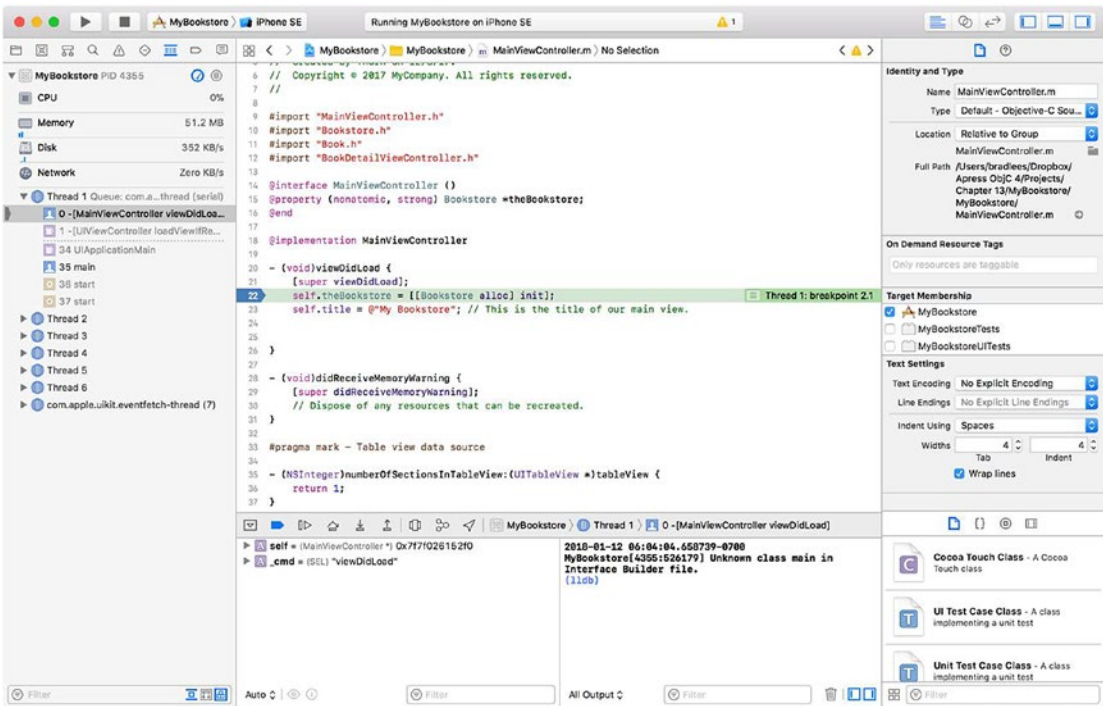 MyBookstore
iPhone SE
Running MyBookstore on iPhone SE
1
MyBookstore
MyBookstore
MainViewController.m
No Selection
MyBookstore PID 4355
CPU
0%
Memory
51.2 MB
Disk
352 KB/s
Network
Zero KB/s
Thread 1 Queue: com.a...thread (serial)
0 -[MainViewController viewDidLoa...
1 -[UIViewController loadViewIfRe...
34 UIApplicationMain
35 main
36 start
37 start
Thread 2
Thread 3
Thread 4
Thread 5
Thread 6
com.apple.uikit.eventfetch-thread (7)
Filter
6 // Copyright © 2017 MyCompany. All rights reserved.
7 //
8
9 #import "MainViewController.h"
10 #import "Bookstore.h"
11 #import "Book.h"
12 #import "BookDetailViewController.h"
13
14 @interface MainViewController ()
15 @property (nonatomic, strong) Bookstore *theBookstore;
16 @end
17
18 @implementation MainViewController
19
20 - (void)viewDidLoad {
21 [super viewDidLoad];
22 self.theBookstore = [[Bookstore alloc] init];
Thread 1: breakpoint 2.1
23 self.title = @"My Bookstore"; // This is the title of our main view.
24
25
26 }
27
28 - (void)didReceiveMemoryWarning {
29 [super didReceiveMemoryWarning];
30 // Dispose of any resources that can be recreated.
31 }
32
33 #pragma mark - Table view data source
34
35 - (NSInteger)numberOfSectionsInTableView:(UITableView *)tableView {
36 return 1;
37 }
MyBookstore
Thread 1
0 -[MainViewController viewDidLoad]
self = (MainViewController *) 0x7f7f026152f0
_cmd = (SEL) "viewDidLoad"
2018-01-12 06:04:04.658739-0700
MyBookstore[4355:526179] Unknown class main in
Interface Builder file.
(lldb)
Auto
Filter
All Output
Filter
Identity and Type
Name MainViewController.m
Type Default - Objective-C Sou...
Location Relative to Group
MainViewController.m
Full Path /Users/bradlees/Dropbox/
Apress ObjC 4/Projects/
Chapter 13/MyBookstore/
MyBookstore/
MainViewController.m
On Demand Resource Tags
Only resources are taggable
Target Membership
MyBookstore
MyBookstoreTests
MyBookstoreUITests
Text Settings
Text Encoding No Explicit Encoding
Line Endings No Explicit Line Endings
Indent Using Spaces
Widths 4 4
Tab Indent
Wrap lines
C
Cocoa Touch Class - A Cocoa
Touch class
T
UI Test Case Class - A class
implementing a unit test
T
Unit Test Case Class - A class
implementing a unit test
Filter